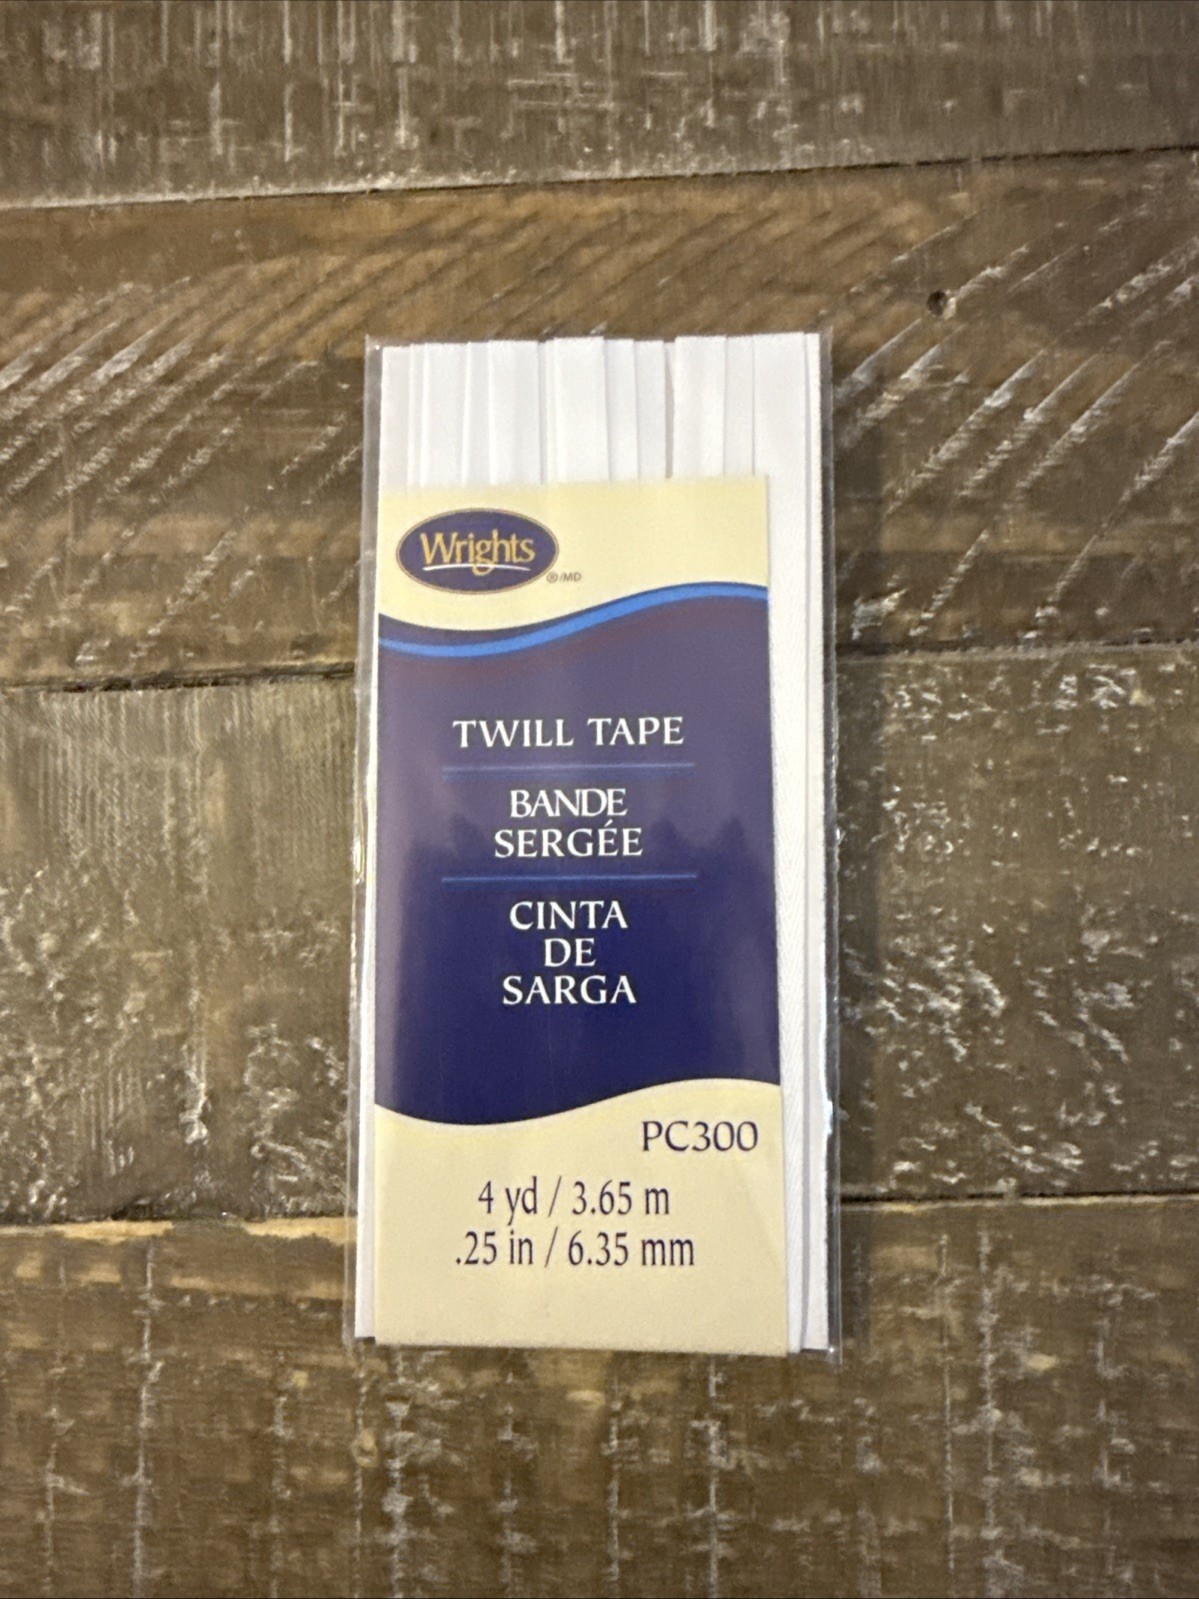 Wrights
®/MD
TWILL TAPE
BANDE
SERGÉE
CINTA
DE
SARGA
PC300
4 yd / 3.65 m
.25 in / 6.35 mm